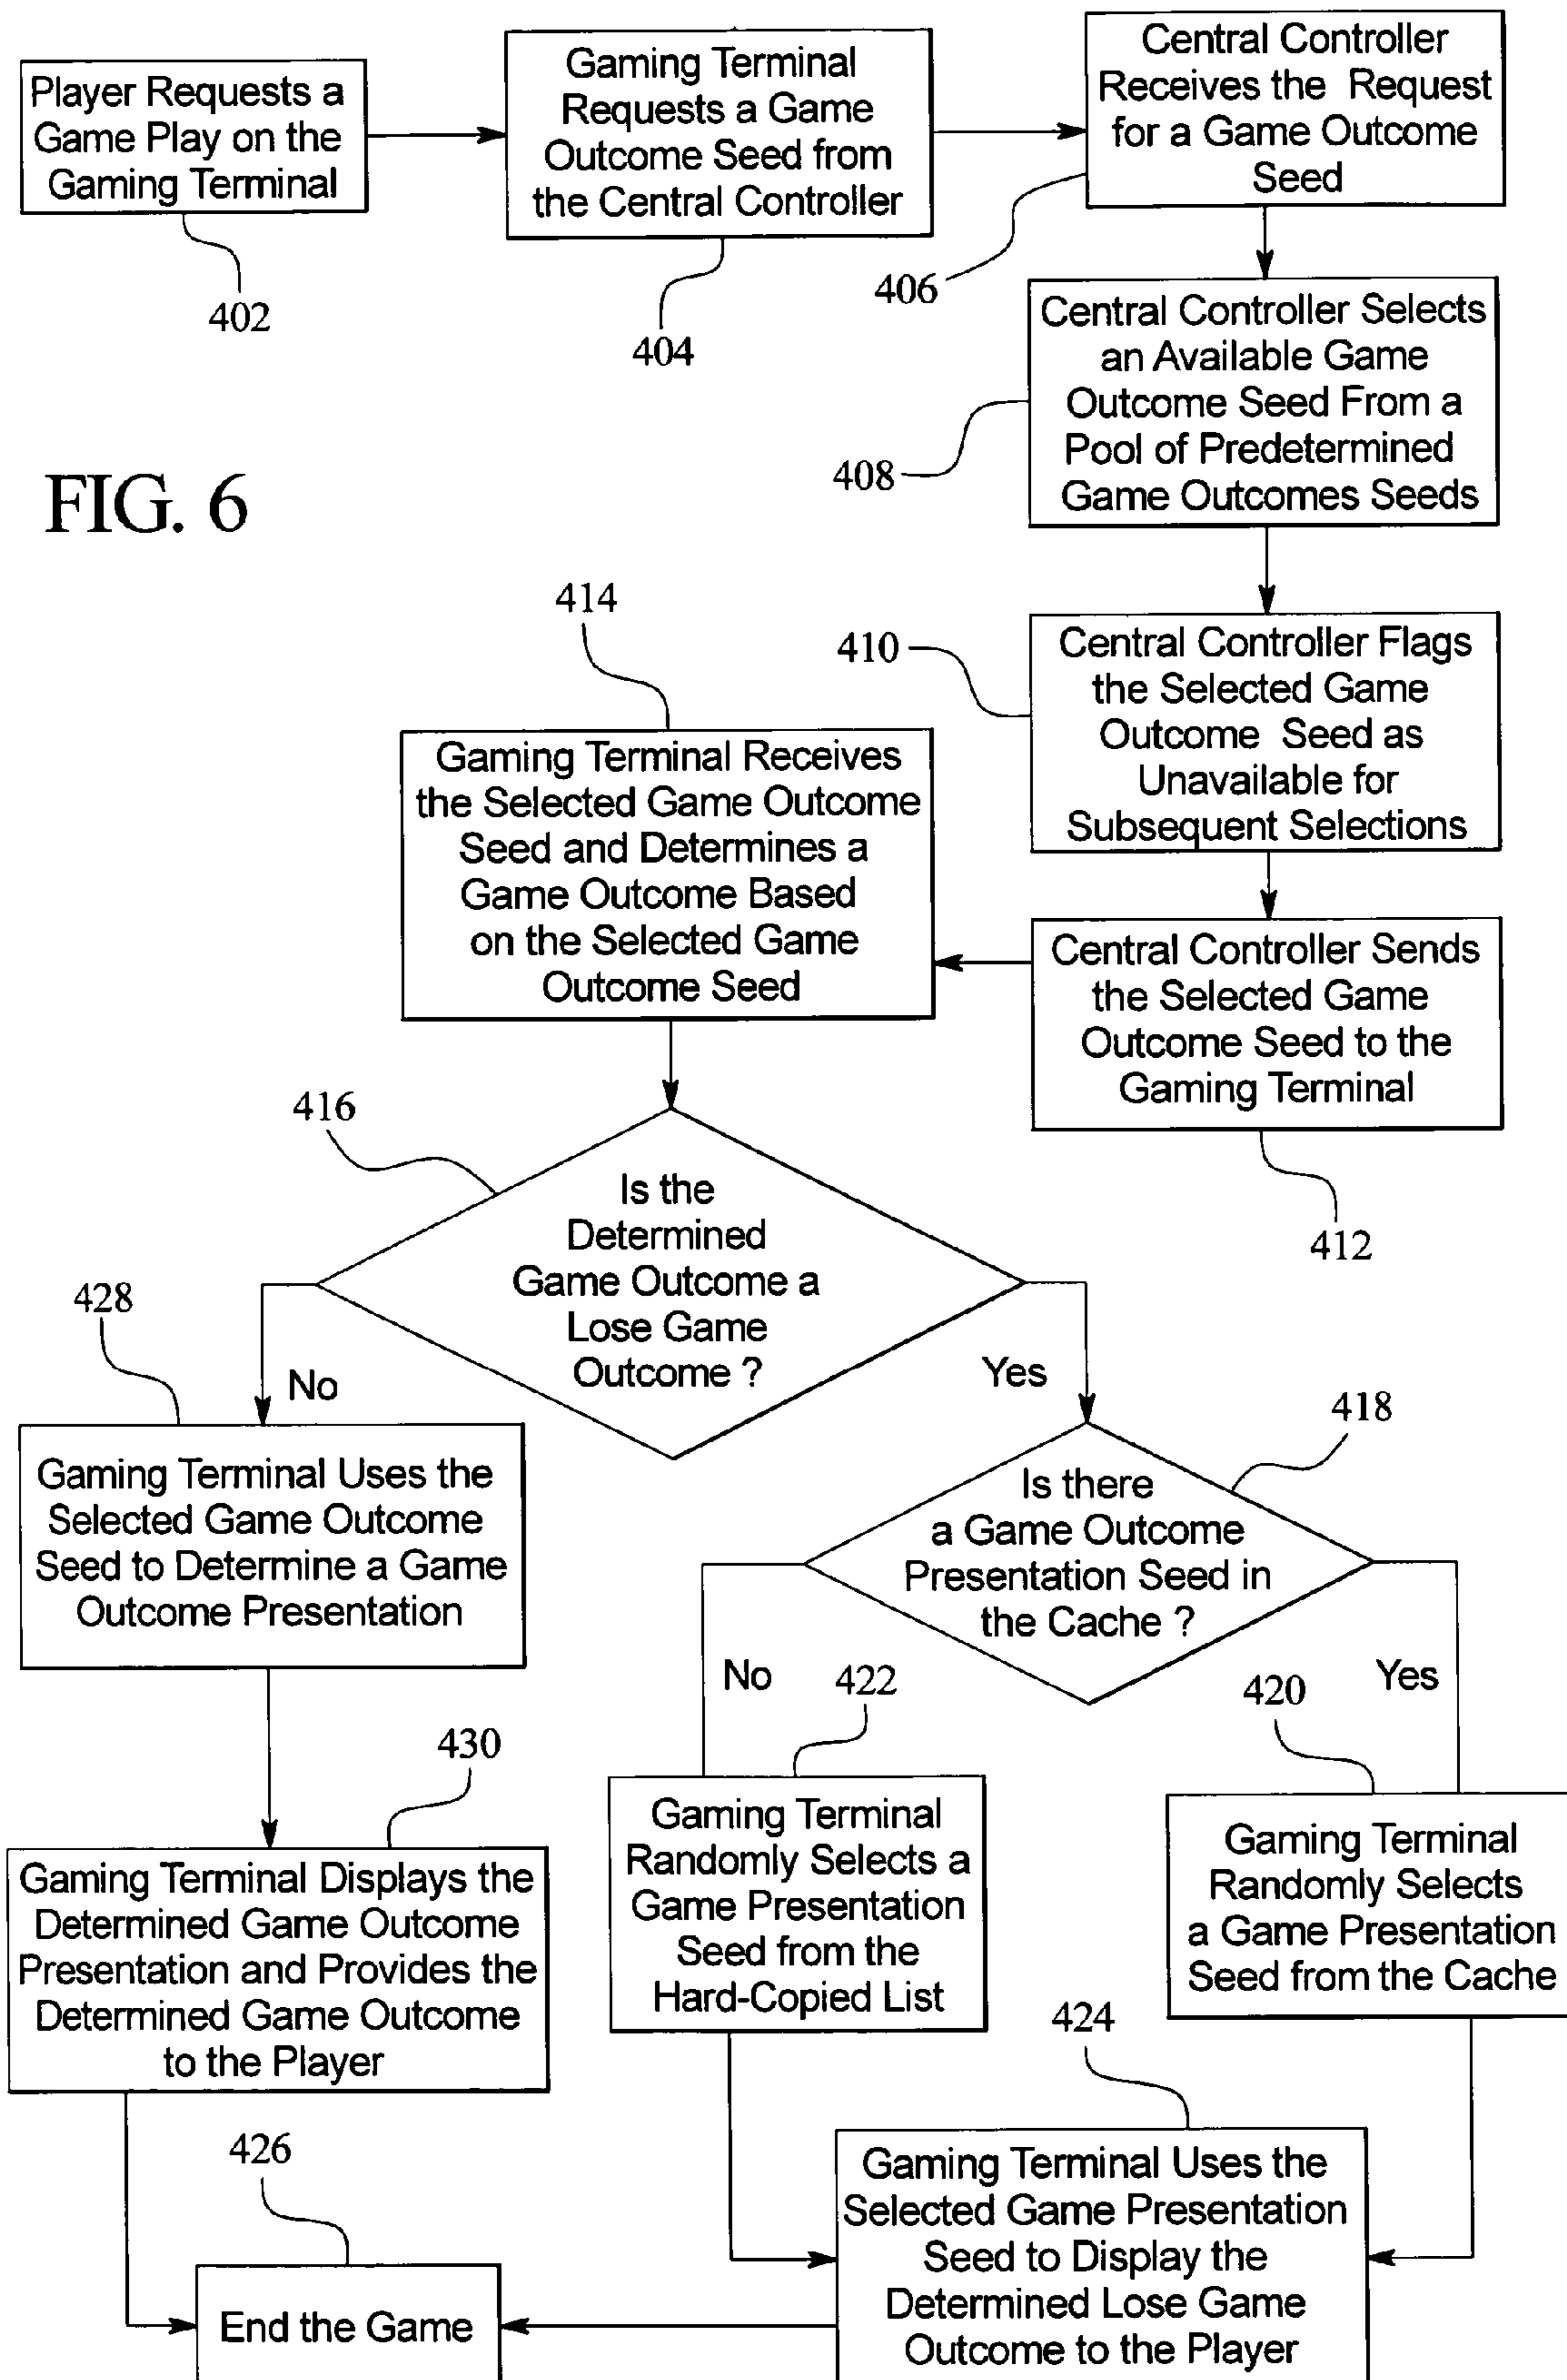 Player Requests a
Game Play on the
Gaming Terminal
402
Gaming Terminal
Requests a Game
Outcome Seed from
the Central Controller
404
Central Controller
Receives the Request
for a Game Outcome
Seed
406
Central Controller Selects
an Available Game
Outcome Seed From a
Pool of Predetermined
Game Outcomes Seeds
408
FIG. 6
Central Controller Flags
the Selected Game
Outcome Seed as
Unavailable for
Subsequent Selections
410
Central Controller Sends
the Selected Game
Outcome Seed to the
Gaming Terminal
412
414
Gaming Terminal Receives
the Selected Game Outcome
Seed and Determines a
Game Outcome Based
on the Selected Game
Outcome Seed
416
Is the
Determined
Game Outcome a
Lose Game
Outcome ?
No
Yes
428
Gaming Terminal Uses the
Selected Game Outcome
Seed to Determine a Game
Outcome Presentation
430
Gaming Terminal Displays the
Determined Game Outcome
Presentation and Provides the
Determined Game Outcome
to the Player
418
Is there
a Game Outcome
Presentation Seed in
the Cache ?
No
Yes
422
Gaming Terminal
Randomly Selects a
Game Presentation
Seed from the
Hard-Copied List
420
Gaming Terminal
Randomly Selects
a Game Presentation
Seed from the Cache
424
Gaming Terminal Uses the
Selected Game Presentation
Seed to Display the
Determined Lose Game
Outcome to the Player
426
End the Game